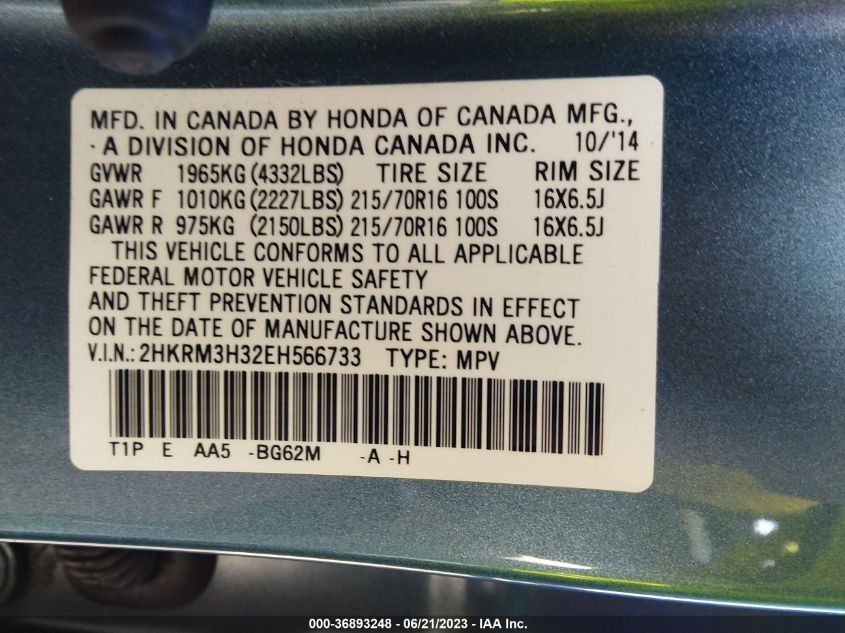 MFD. IN CANADA BY HONDA OF CANADA MFG.,
· A DIVISION OF HONDA CANADA INC. 10/'14
GVWR 1965KG (4332LBS) TIRE SIZE RIM SIZE
GAWR F 1010KG (2227LBS) 215/70R16 100S 16X6.5J
GAWR R 975KG (2150LBS) 215/70R16 100S 16X6.5J
THIS VEHICLE CONFORMS TO ALL APPLICABLE
FEDERAL MOTOR VEHICLE SAFETY
AND THEFT PREVENTION STANDARDS IN EFFECT
ON THE DATE OF MANUFACTURE SHOWN ABOVE.
V.I.N.: 2HKRM3H32EH566733 TYPE: MPV
T1P E AA5 -BG62M -A -H
000-36893248 - 06/21/2023 - IAA Inc.